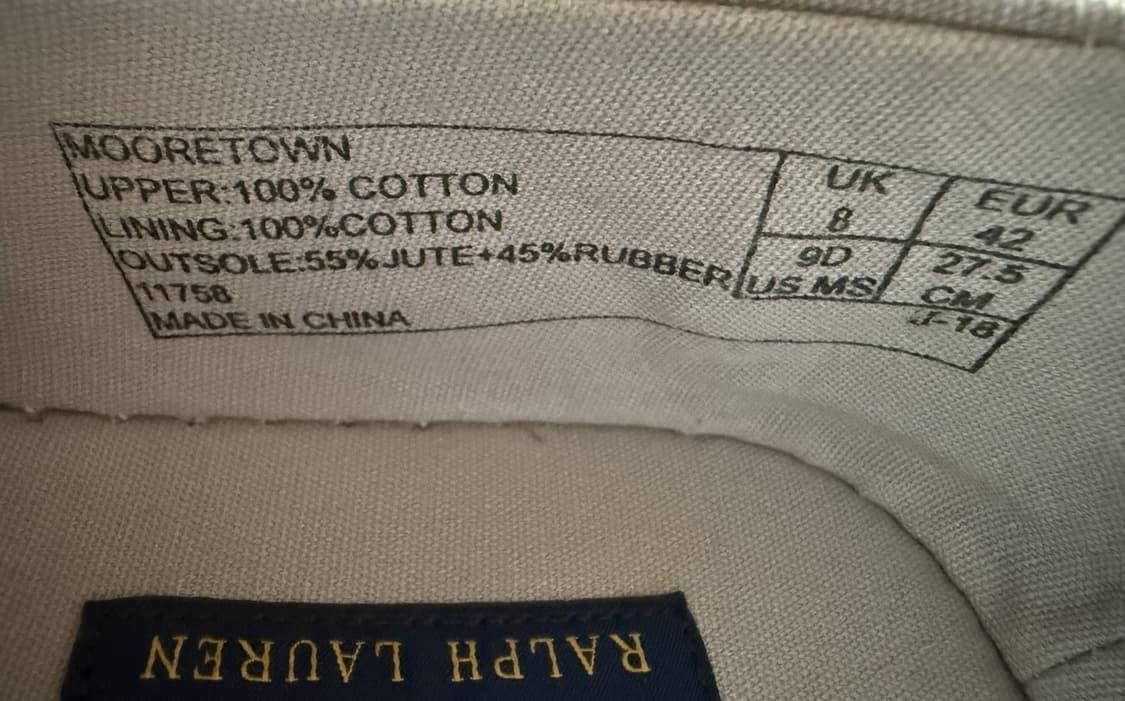 MOORETOWN
UPPER:100% COTTON
LINING:100%COTTON
OUTSOLE:55%JUTE+45%RUBBER
11758
MADE IN CHINA
UK
8
EUR
42
9D
US MS
27.5
CM
J-18
RALPH LAUREN